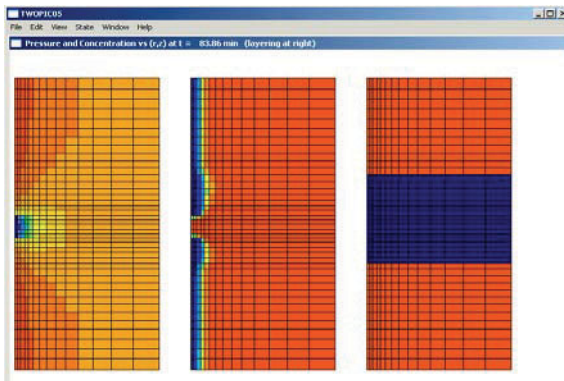 TWOPIC05
File Edit View State Window Help
Pressure and Concentration vs (r,z) at t = 83.86 min (layering at right)